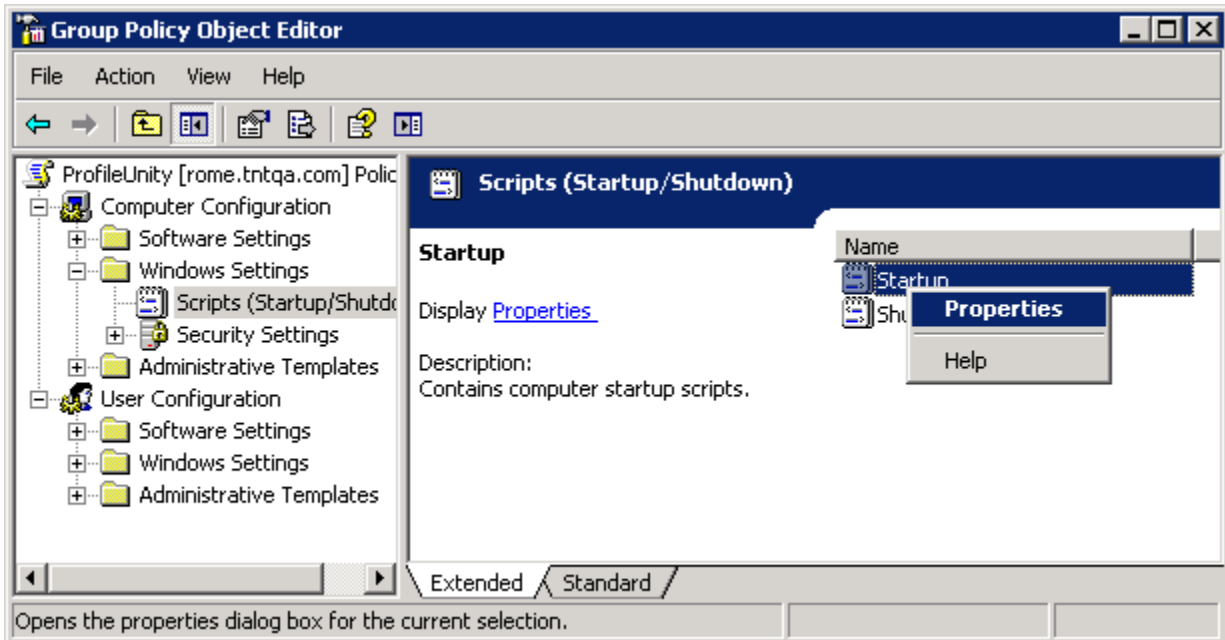 Group Policy Object Editor
File Action View Help
ProfileUnity [rome.tntqa.com] Polic
Computer Configuration
Software Settings
Windows Settings
Scripts (Startup/Shutdo
Security Settings
Administrative Templates
User Configuration
Software Settings
Windows Settings
Administrative Templates
Scripts (Startup/Shutdown)
Startup
Display Properties
Description:
Contains computer startup scripts.
Name
Startup
Shu
Properties
Help
Extended Standard
Opens the properties dialog box for the current selection.